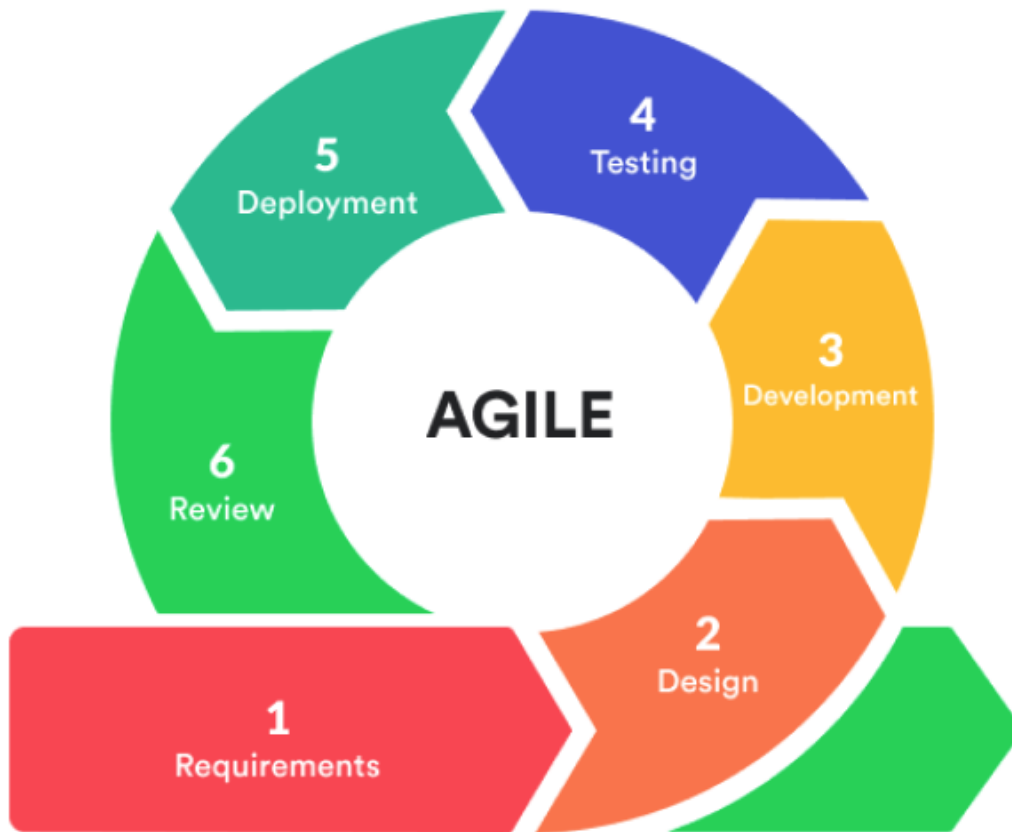 1
Requirements
2
Design
3
Development
4
Testing
5
Deployment
6
Review
AGILE